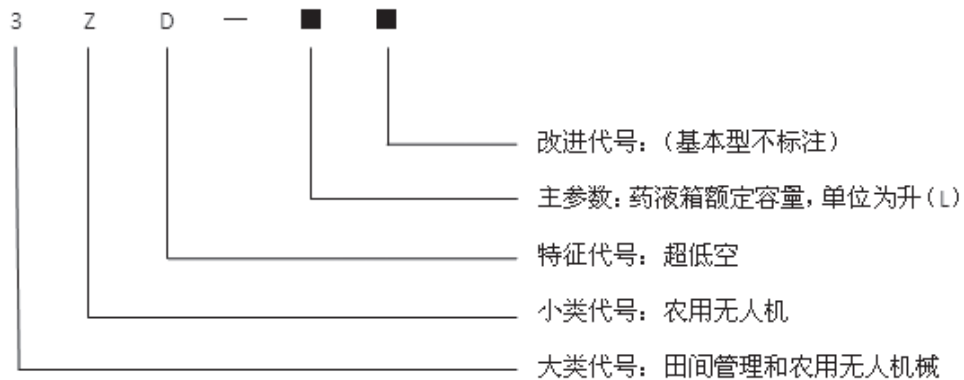 3 Z D — ■ ■
改进代号：（基本型不标注）
主参数：药液箱额定容量，单位为升（L）
特征代号：超低空
小类代号：农用无人机
大类代号：田间管理和农用无人机械